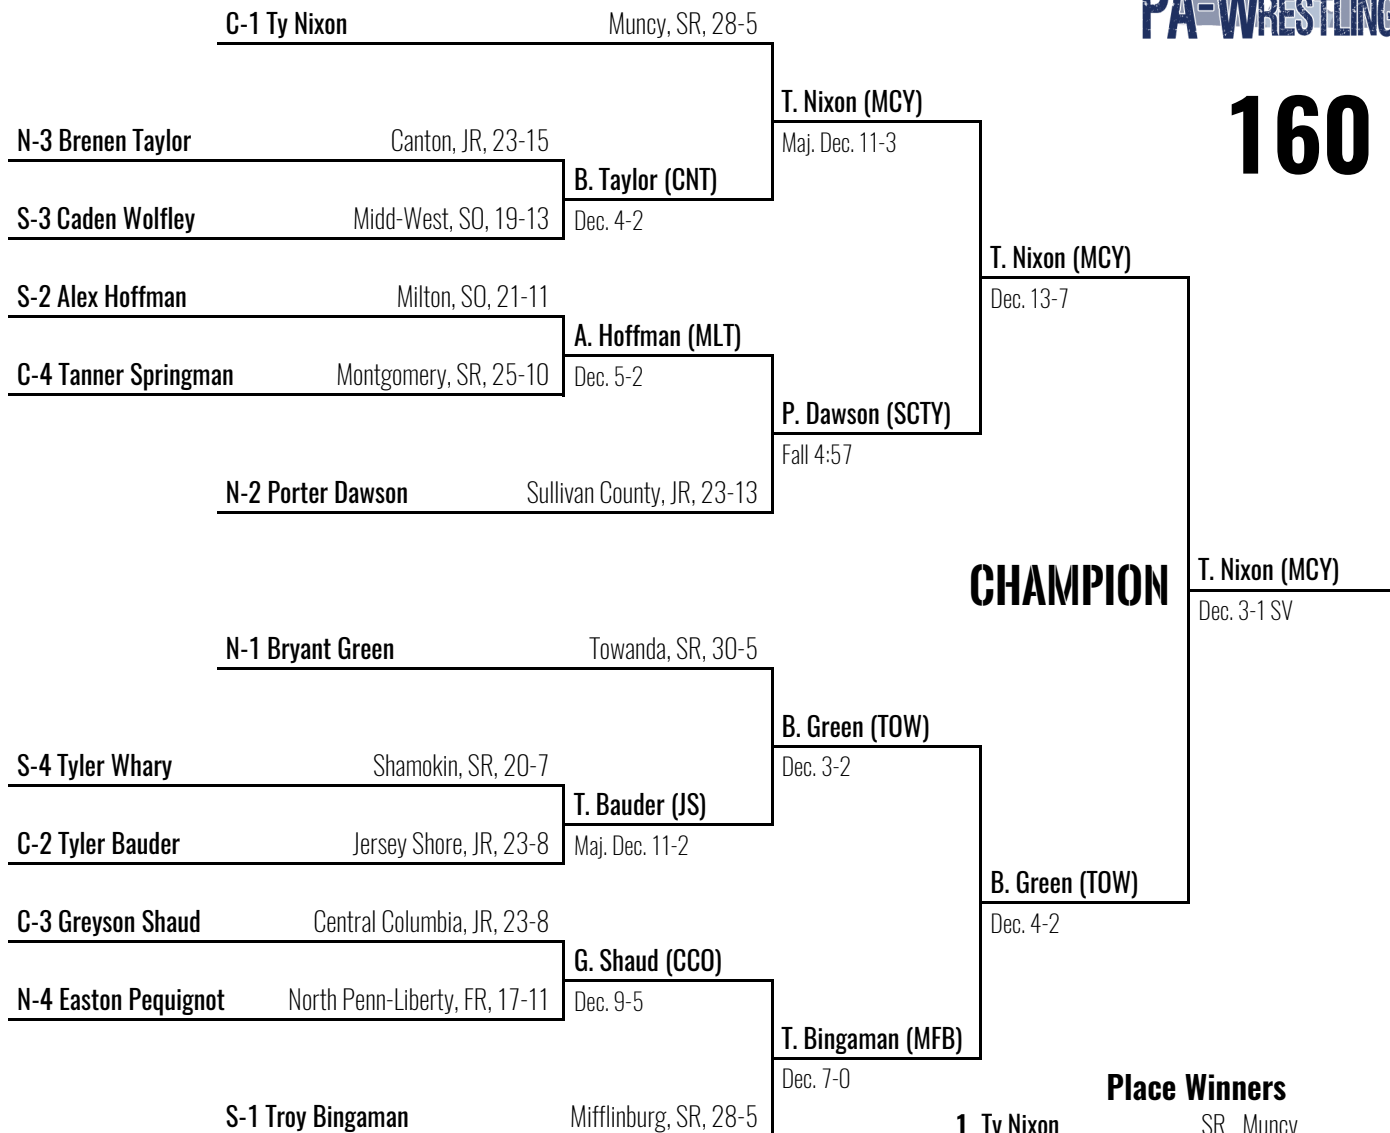 PA-WRESTLING
160
C-1 Ty Nixon Muncy, SR, 28-5
T. Nixon (MCY)
Maj. Dec. 11-3
N-3 Brenen Taylor Canton, JR, 23-15
B. Taylor (CNT)
Dec. 4-2
S-3 Caden Wolfley Midd-West, SO, 19-13
T. Nixon (MCY)
Dec. 13-7
S-2 Alex Hoffman Milton, SO, 21-11
A. Hoffman (MLT)
Dec. 5-2
C-4 Tanner Springman Montgomery, SR, 25-10
P. Dawson (SCTY)
Fall 4:57
N-2 Porter Dawson Sullivan County, JR, 23-13
CHAMPION
T. Nixon (MCY)
Dec. 3-1 SV
N-1 Bryant Green Towanda, SR, 30-5
B. Green (TOW)
Dec. 3-2
S-4 Tyler Whary Shamokin, SR, 20-7
T. Bauder (JS)
Maj. Dec. 11-2
C-2 Tyler Bauder Jersey Shore, JR, 23-8
B. Green (TOW)
Dec. 4-2
C-3 Greyson Shaud Central Columbia, JR, 23-8
G. Shaud (CCO)
Dec. 9-5
N-4 Easton Pequignot North Penn-Liberty, FR, 17-11
T. Bingaman (MFB)
Dec. 7-0
S-1 Troy Bingaman Mifflinburg, SR, 28-5
Place Winners
1 Ty Nixon SR Muncy